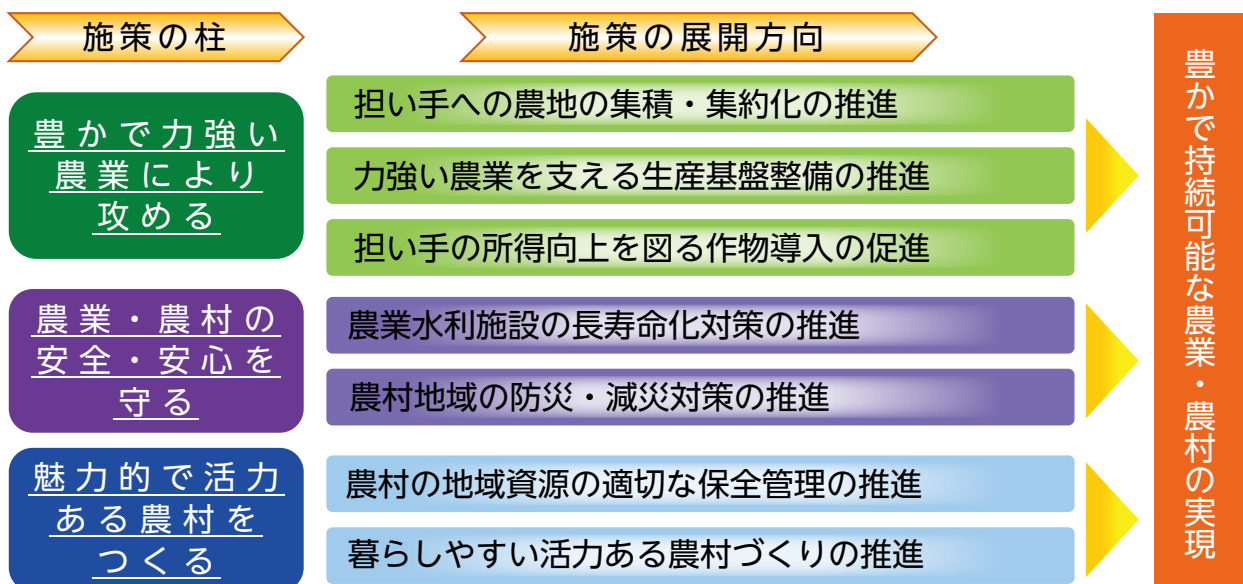 施策の柱
施策の展開方向
豊かで力強い
農業により
攻める
担い手への農地の集積・集約化の推進
力強い農業を支える生産基盤整備の推進
担い手の所得向上を図る作物導入の促進
農業・農村の
安全・安心を
守る
農業水利施設の長寿命化対策の推進
農村地域の防災・減災対策の推進
魅力的で活力
ある農村を
つくる
農村の地域資源の適切な保全管理の推進
暮らしやすい活力ある農村づくりの推進
豊かで持続可能な農業・農村の実現